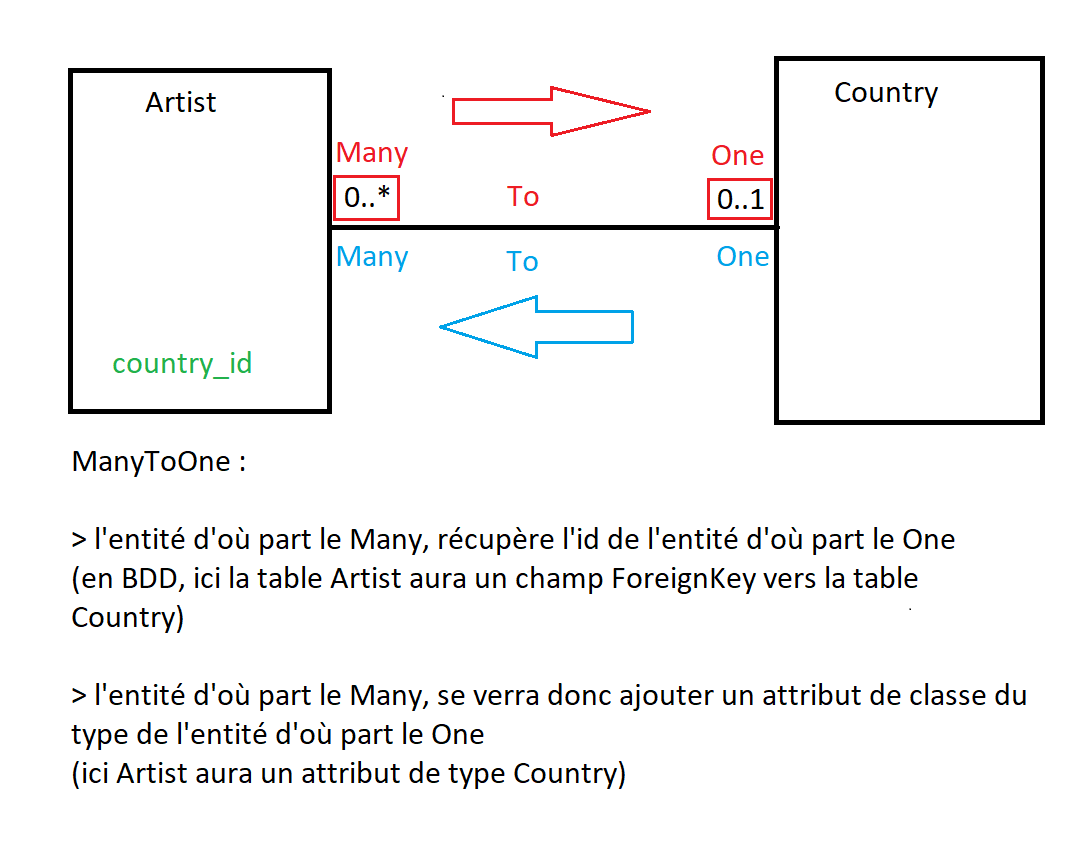 Artist
Country
Many
One
0..*
To
0..1
Many
To
One
country_id
ManyToOne :
> l'entité d'où part le Many, récupère l'id de l'entité d'où part le One
(en BDD, ici la table Artist aura un champ ForeignKey vers la table
Country)
> l'entité d'où part le Many, se verra donc ajouter un attribut de classe du
type de l'entité d'où part le One
(ici Artist aura un attribut de type Country)